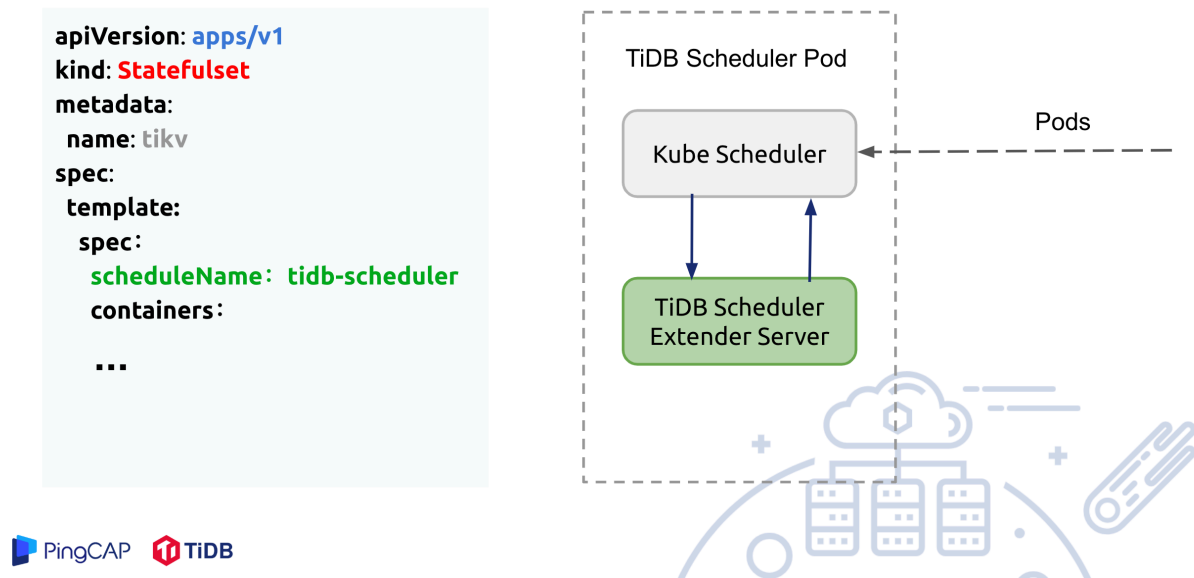 apiVersion: apps/v1
kind: Statefulset
metadata:
name: tikv
spec:
template:
spec：
scheduleName： tidb-scheduler
containers：
...
TiDB Scheduler Pod
Kube Scheduler
Pods
TiDB Scheduler
Extender Server
PingCAP
TiDB